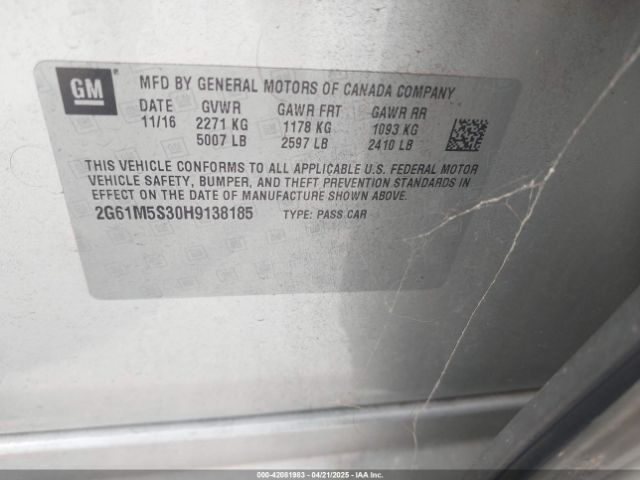 GM
MFD BY GENERAL MOTORS OF CANADA COMPANY
DATE GVWR GAWR FRT GAWR RR
11/16 2271 KG 1178 KG 1093 KG
5007 LB 2597 LB 2410 LB
THIS VEHICLE CONFORMS TO ALL APPLICABLE U.S. FEDERAL MOTOR
VEHICLE SAFETY, BUMPER, AND THEFT PREVENTION STANDARDS IN
EFFECT ON THE DATE OF MANUFACTURE SHOWN ABOVE.
2G61M5S30H9138185 TYPE: PASS CAR
000-42081983 04/21/2025 IAA Inc.